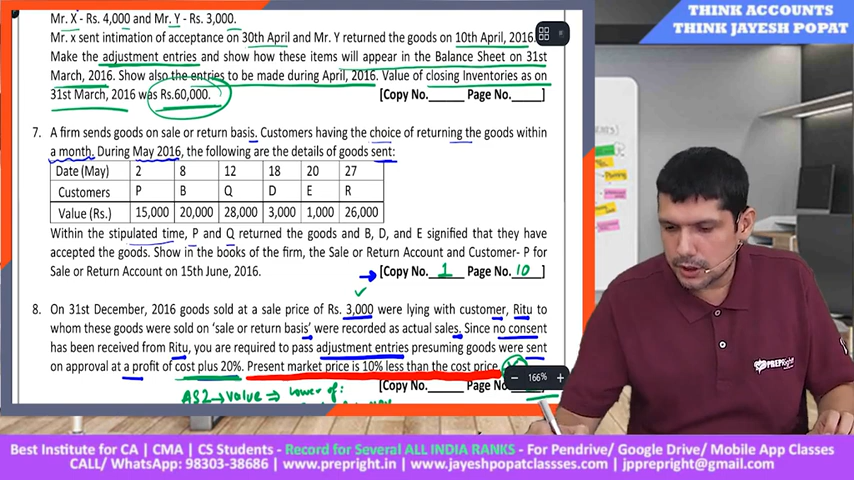 THINK ACCOUNTS
THINK JAYESH POPAT
Mr. X - Rs. 4,000 and Mr. Y - Rs. 3,000.
Mr. x sent intimation of acceptance on 30th April and Mr. Y returned the goods on 10th April, 2016.
Make the adjustment entries and show how these items will appear in the Balance Sheet on 31st
March, 2016. Show also the entries to be made during April, 2016. Value of closing Inventories as on
31st March, 2016 was Rs.60,000. [Copy No._____ Page No._____]
7. A firm sends goods on sale or return basis. Customers having the choice of returning the goods within
a month. During May 2016, the following are the details of goods sent:
Date (May) 2 8 12 18 20 27
Customers P B Q D E R
Value (Rs.) 15,000 20,000 28,000 3,000 1,000 26,000
Within the stipulated time, P and Q returned the goods and B, D, and E signified that they have
accepted the goods. Show in the books of the firm, the Sale or Return Account and Customer- P for
Sale or Return Account on 15th June, 2016. [Copy No. 1 Page No. 10 ]
8. On 31st December, 2016 goods sold at a sale price of Rs. 3,000 were lying with customer, Ritu to
whom these goods were sold on 'sale or return basis' were recorded as actual sales. Since no consent
has been received from Ritu, you are required to pass adjustment entries presuming goods were sent
on approval at a profit of cost plus 20%. Present market price is 10% less than the cost price
[Copy No._____ Page No
− 166% +
AS2 → Value ⇒ Lower of:
PREPRight
Best Institute for CA | CMA | CS Students - Record for Several ALL INDIA RANKS - For Pendrive/ Google Drive/ Mobile App Classes
CALL/ WhatsApp: 98303-38686 | www.prepright.in | www.jayeshpopatclassses.com | jpprepright@gmail.com